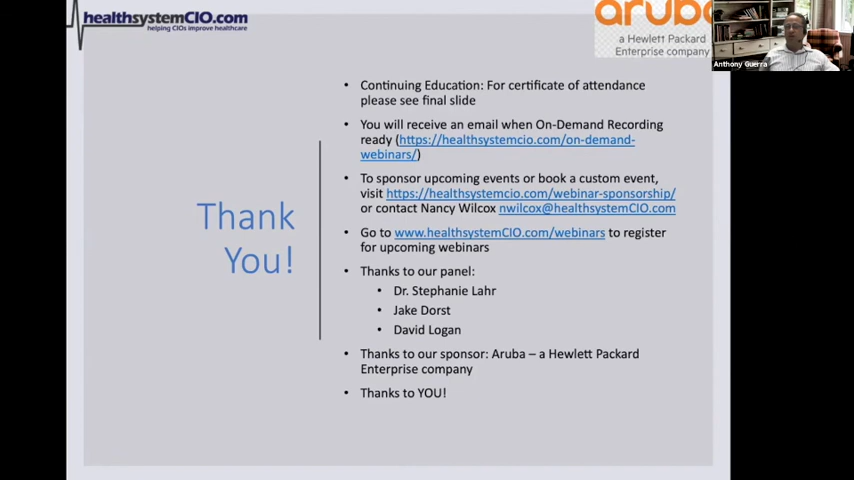 healthsystemCIO.com
helping CIOs improve healthcare
aruba
a Hewlett Packard
Enterprise company
Anthony Guerra
Thank
You!
• Continuing Education: For certificate of attendance
please see final slide
• You will receive an email when On-Demand Recording
ready (https://healthsystemcio.com/on-demand-
webinars/)
• To sponsor upcoming events or book a custom event,
visit https://healthsystemcio.com/webinar-sponsorship/
or contact Nancy Wilcox nwilcox@healthsystemCIO.com
• Go to www.healthsystemCIO.com/webinars to register
for upcoming webinars
• Thanks to our panel:
• Dr. Stephanie Lahr
• Jake Dorst
• David Logan
• Thanks to our sponsor: Aruba – a Hewlett Packard
Enterprise company
• Thanks to YOU!